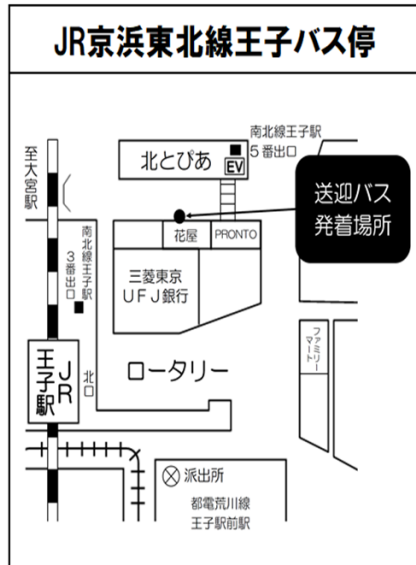 JR京浜東北線王子バス停
至大宮駅
北とぴあ
EV
南北線王子駅
5番出口
送迎バス
発着場所
花屋
PRONTO
南北線王子駅
3番出口
三菱東京
UFJ銀行
ファミリー
マート
JR
王子駅
北口
ロータリー
派出所
都電荒川線
王子駅前駅